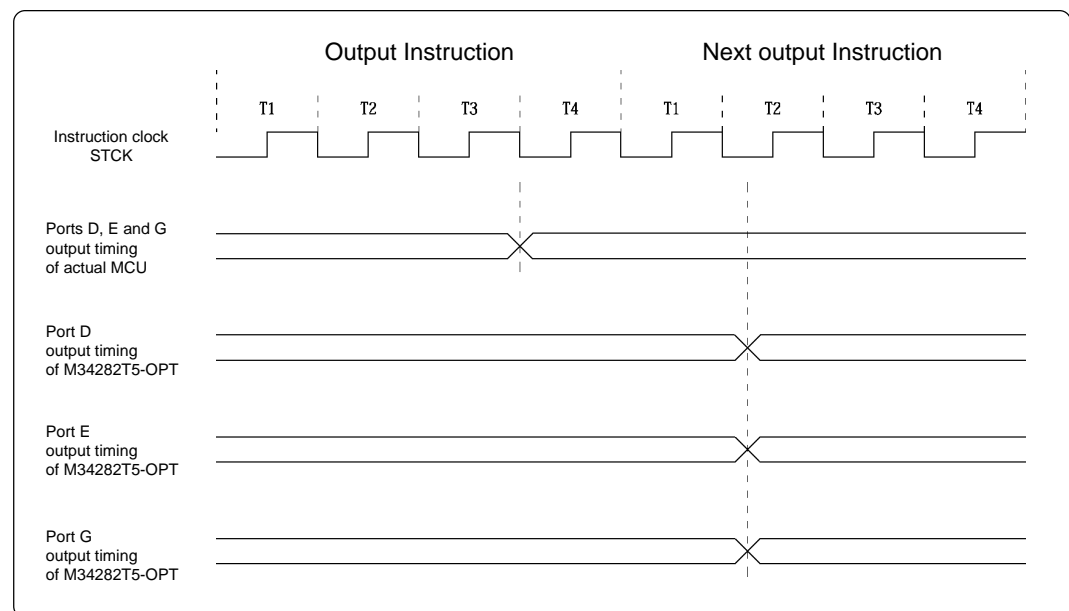 Output Instruction Next output Instruction
T1 T2 T3 T4 T1 T2 T3 T4
Instruction clock
STCK
Ports D, E and G
output timing
of actual MCU
Port D
output timing
of M34282T5-OPT
Port E
output timing
of M34282T5-OPT
Port G
output timing
of M34282T5-OPT